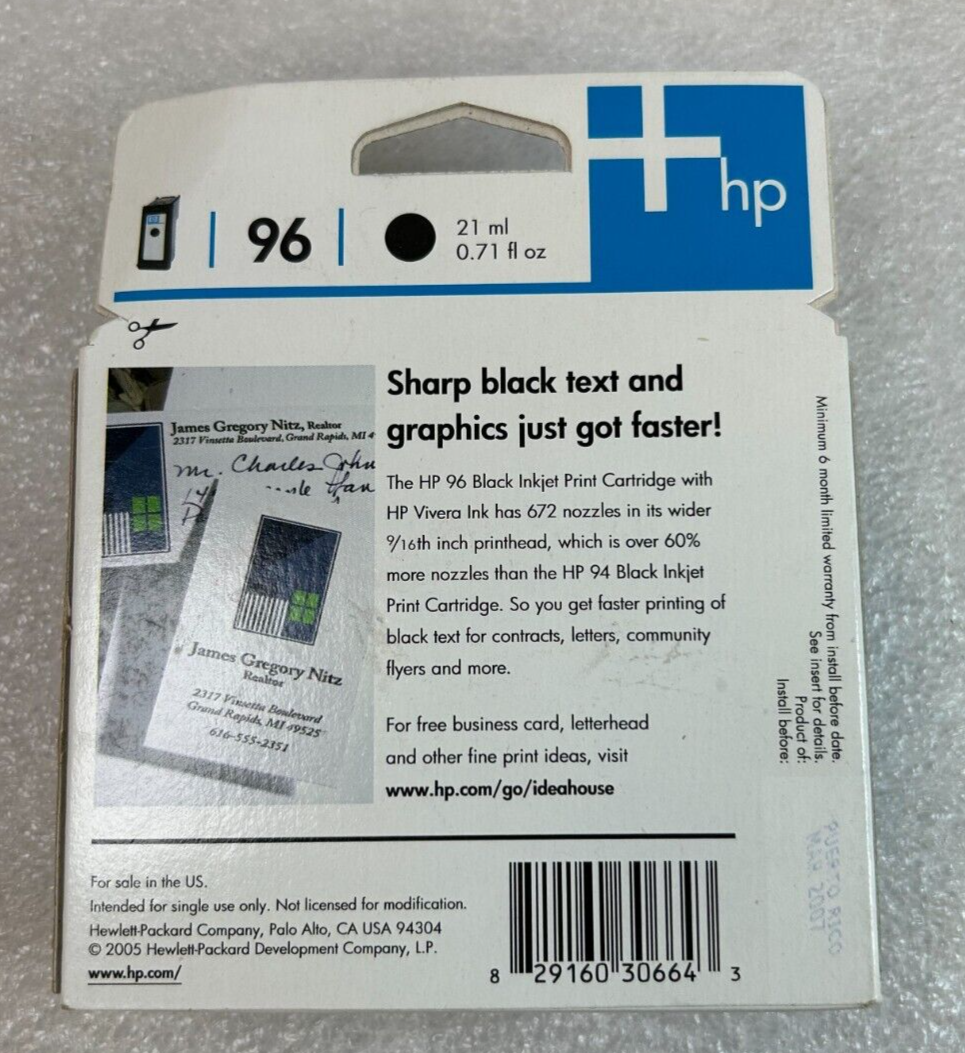 hp
96
21 ml
0.71 fl oz
James Gregory Nitz, Realtor
2317 Vinsetta Boulevard, Grand Rapids, MI 4
Mr. Charles John
James Gregory Nitz
Realtor
2317 Vinsetta Boulevard
Grand Rapids, MI 49525
616-555-2351
Sharp black text and
graphics just got faster!
The HP 96 Black Inkjet Print Cartridge with
HP Vivera Ink has 672 nozzles in its wider
9/16th inch printhead, which is over 60%
more nozzles than the HP 94 Black Inkjet
Print Cartridge. So you get faster printing of
black text for contracts, letters, community
flyers and more.
For free business card, letterhead
and other fine print ideas, visit
www.hp.com/go/ideahouse
Minimum 6 month limited warranty from install before date.
See insert for details.
Product of:
Install before:
PUERTO RICO
MAY 2007
For sale in the US.
Intended for single use only. Not licensed for modification.
Hewlett-Packard Company, Palo Alto, CA USA 94304
© 2005 Hewlett-Packard Development Company, L.P.
www.hp.com/
8 29160 30664 3